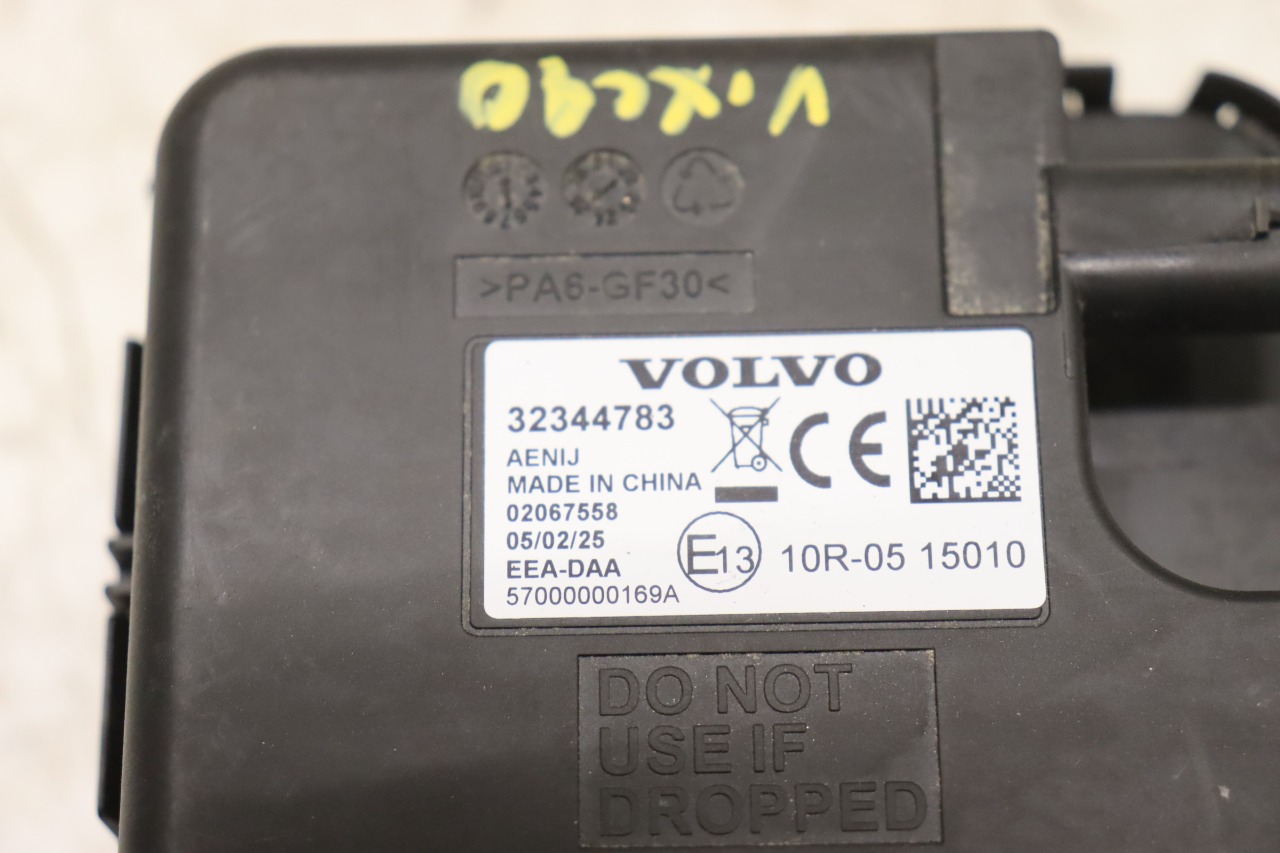 V·XC90
>PA6-GF30<
VOLVO
32344783
AENIJ
MADE IN CHINA
02067558
05/02/25
EEA-DAA
57000000169A
CE
E13 10R-05 15010
DO NOT
USE IF
DROPPED